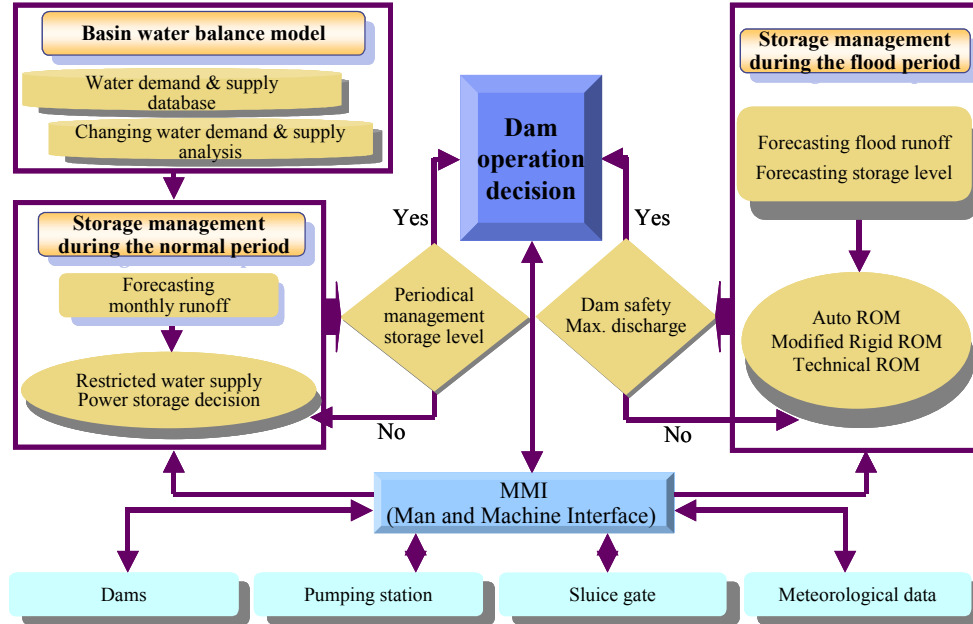 Basin water balance model
Water demand & supply
database
Changing water demand & supply
analysis
Storage management
during the normal period
Forecasting
monthly runoff
Restricted water supply
Power storage decision
Yes
Periodical
management
storage level
No
Dam
operation
decision
Yes
Dam safety
Max. discharge
No
Storage management
during the flood period
Forecasting flood runoff
Forecasting storage level
Auto ROM
Modified Rigid ROM
Technical ROM
MMI
(Man and Machine Interface)
Dams
Pumping station
Sluice gate
Meteorological data